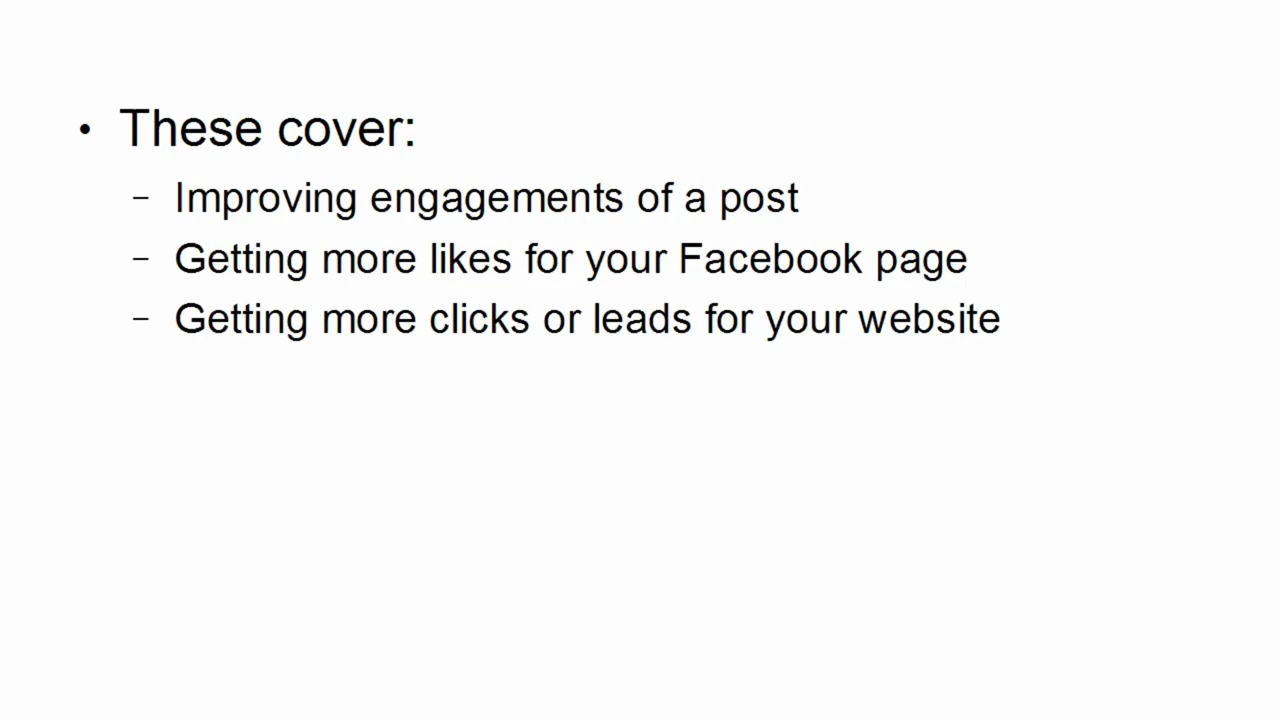 • These cover:
– Improving engagements of a post
– Getting more likes for your Facebook page
– Getting more clicks or leads for your website